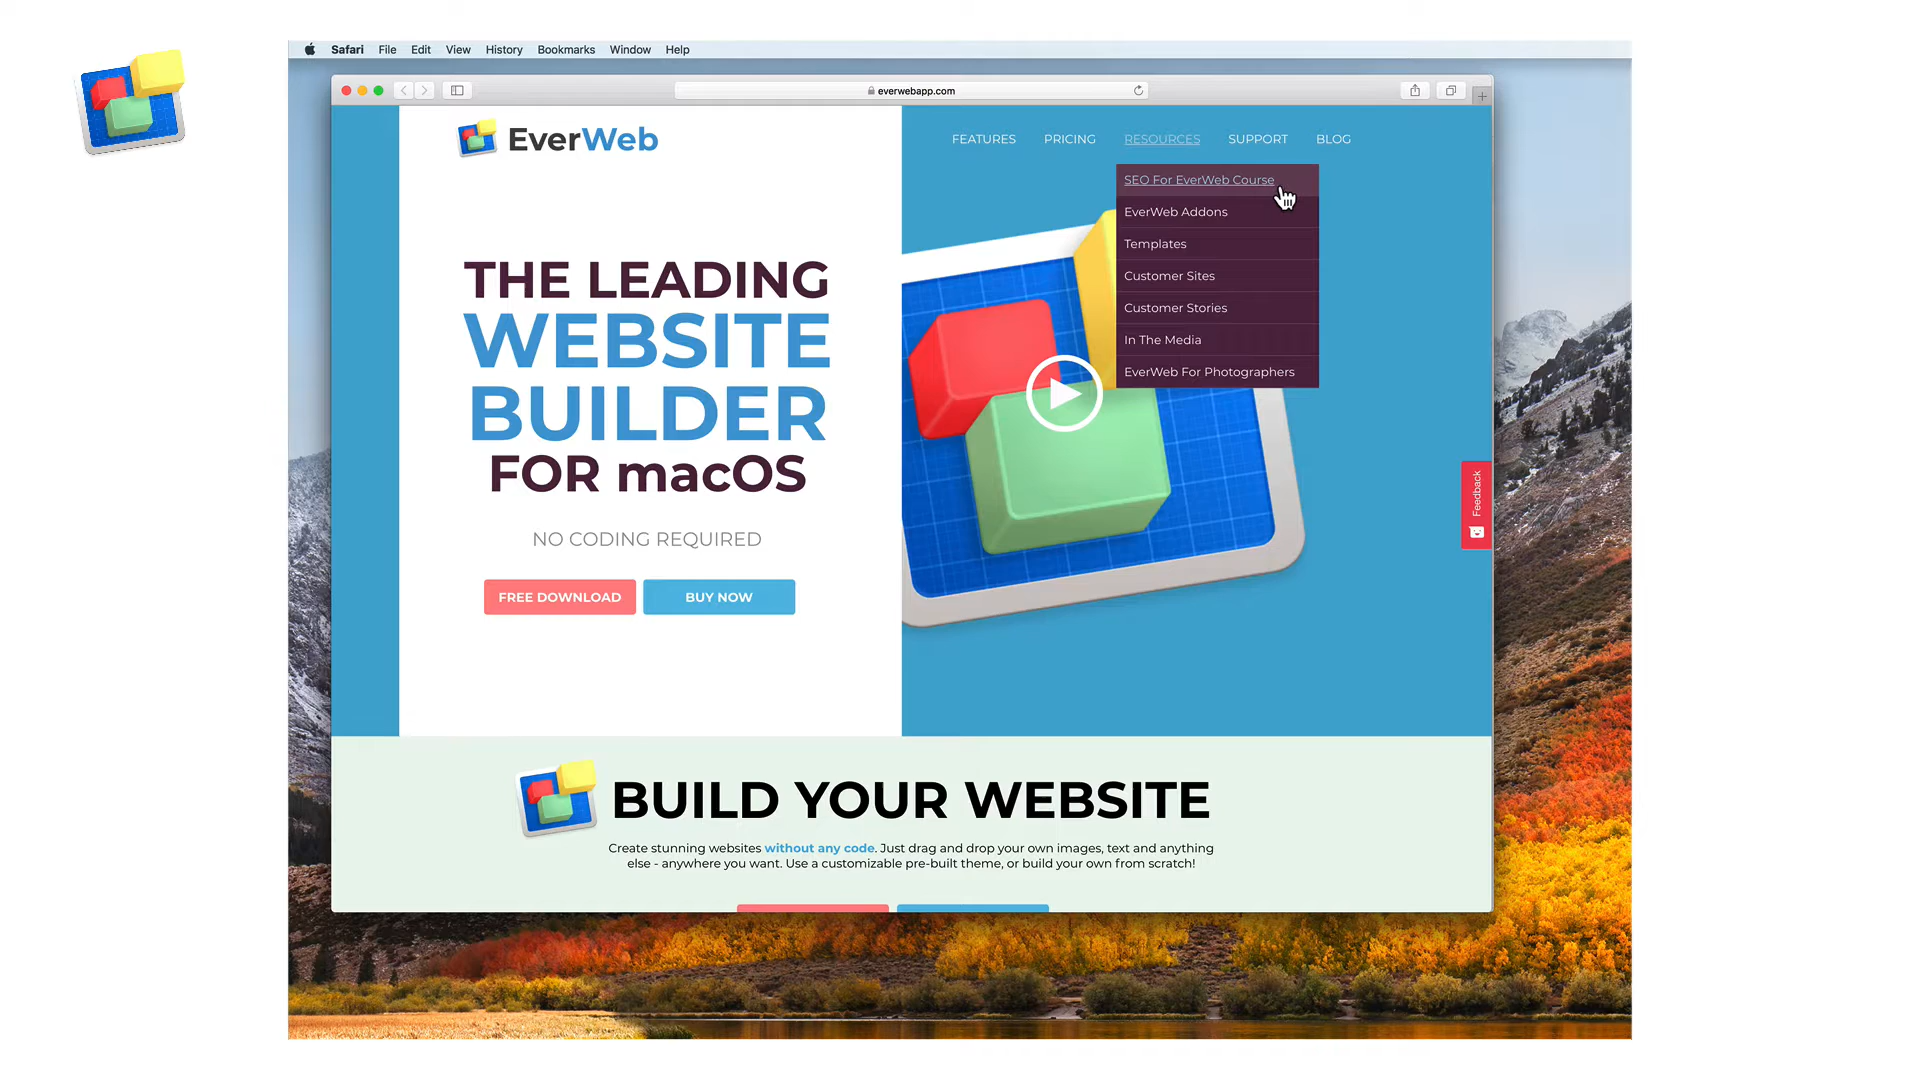 Safari File Edit View History Bookmarks Window Help
everwebapp.com
EverWeb
FEATURES PRICING RESOURCES SUPPORT BLOG
SEO For EverWeb Course
EverWeb Addons
Templates
Customer Sites
Customer Stories
In The Media
EverWeb For Photographers
THE LEADING
WEBSITE
BUILDER
FOR macOS
NO CODING REQUIRED
FREE DOWNLOAD BUY NOW
Feedback
BUILD YOUR WEBSITE
Create stunning websites without any code. Just drag and drop your own images, text and anything
else - anywhere you want. Use a customizable pre-built theme, or build your own from scratch!